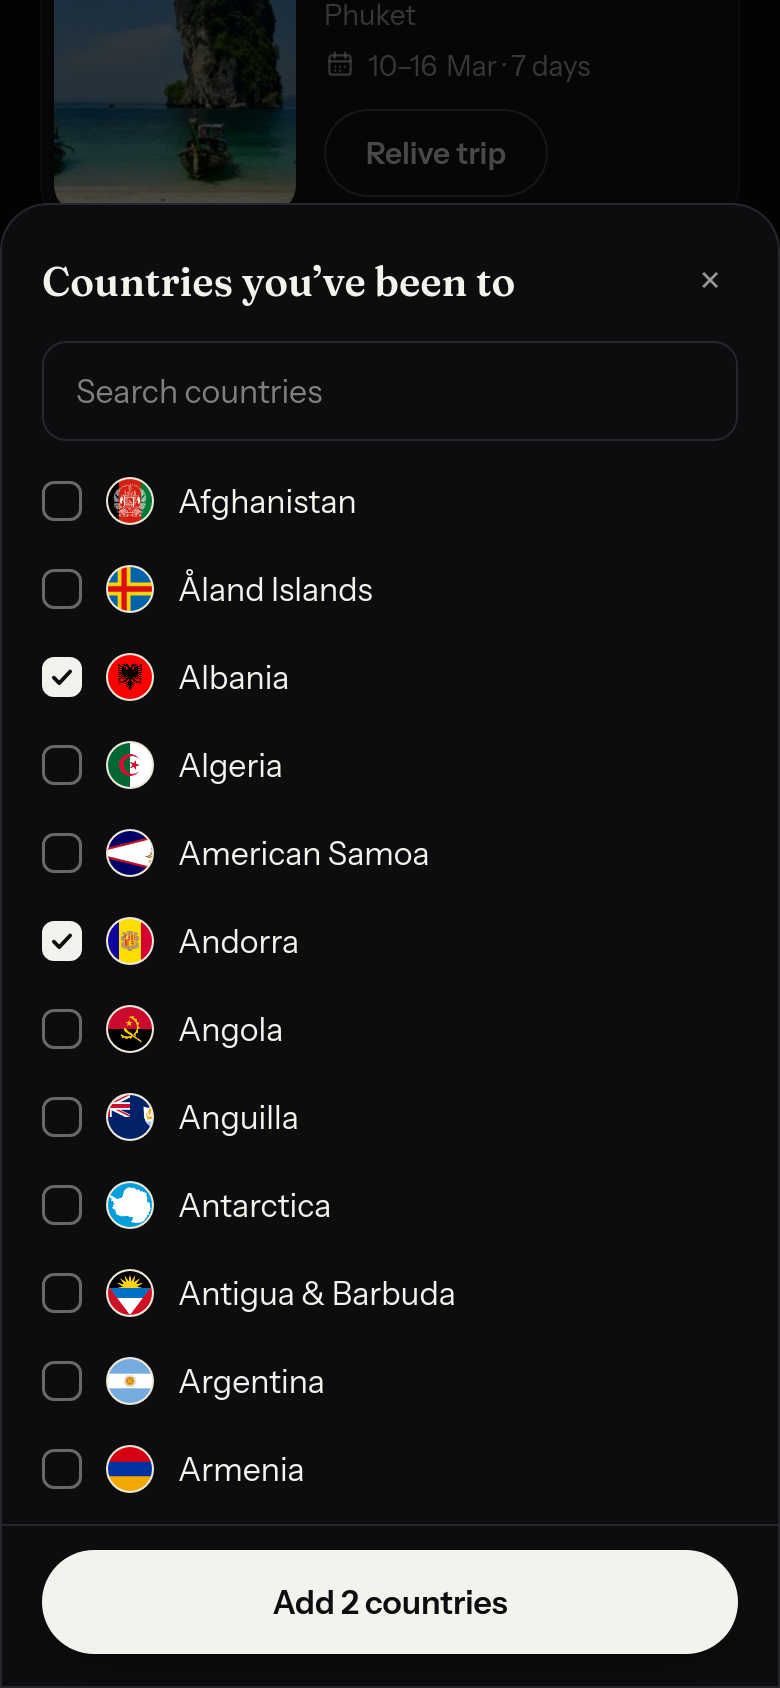 Phuket
10–16 Mar · 7 days
Relive trip
Countries you’ve been to
Search countries
Afghanistan
Åland Islands
Albania
Algeria
American Samoa
Andorra
Angola
Anguilla
Antarctica
Antigua & Barbuda
Argentina
Armenia
Add 2 countries